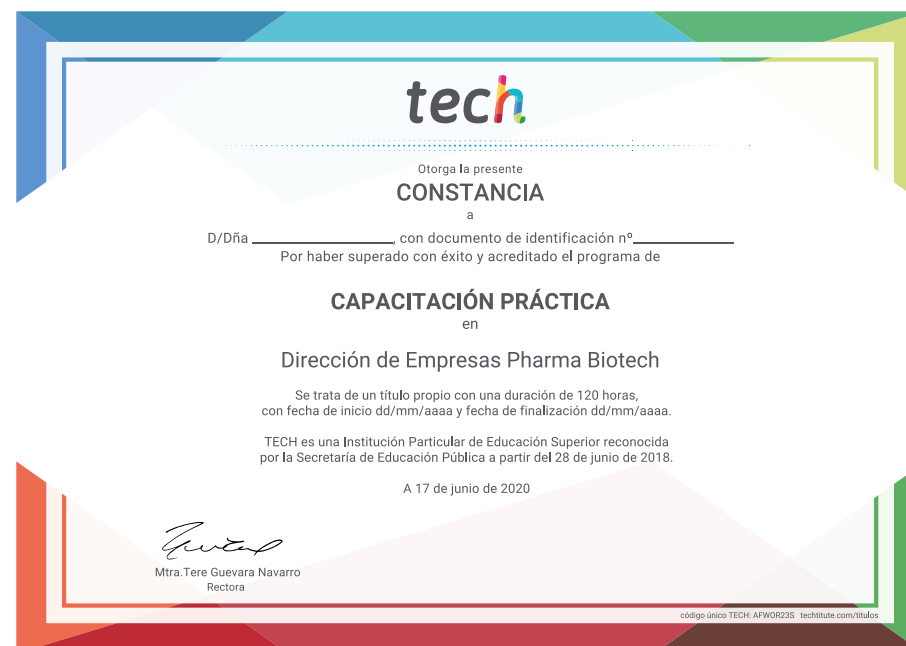 tech
Otorga la presente
CONSTANCIA
a
D/Dña ____________________, con documento de identificación nº______________
Por haber superado con éxito y acreditado el programa de
CAPACITACIÓN PRÁCTICA
en
Dirección de Empresas Pharma Biotech
Se trata de un título propio con una duración de 120 horas,
con fecha de inicio dd/mm/aaaa y fecha de finalización dd/mm/aaaa.
TECH es una Institución Particular de Educación Superior reconocida
por la Secretaría de Educación Pública a partir del 28 de junio de 2018.
A 17 de junio de 2020
Mtra.Tere Guevara Navarro
Rectora
código único TECH: AFWOR23S techtitute.com/titulos